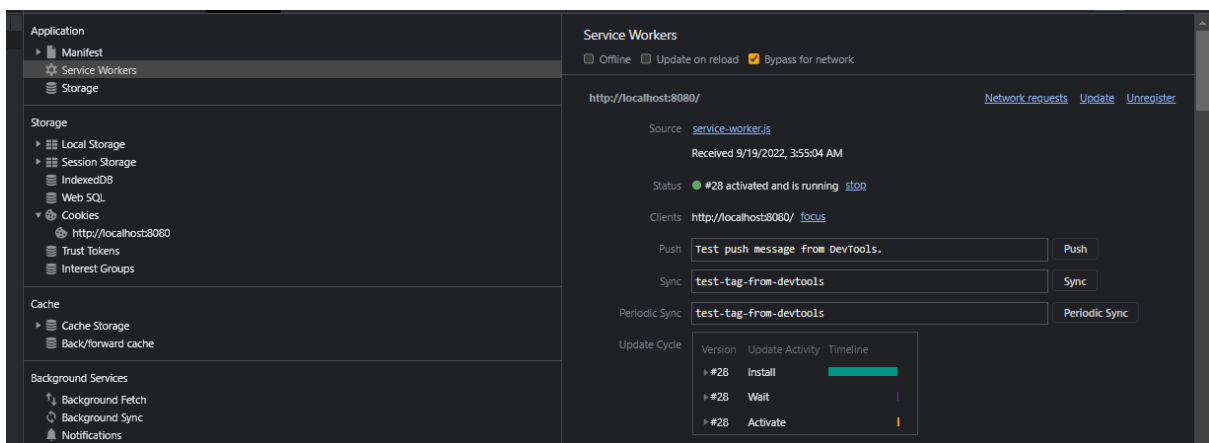 Application
Manifest
Service Workers
Storage
Storage
Local Storage
Session Storage
IndexedDB
Web SQL
Cookies
http://localhost:8080
Trust Tokens
Interest Groups
Cache
Cache Storage
Back/forward cache
Background Services
Background Fetch
Background Sync
Notifications
Service Workers
Offline Update on reload Bypass for network
http://localhost:8080/ Network requests Update Unregister
Source service-worker.js
Received 9/19/2022, 3:55:04 AM
Status #28 activated and is running stop
Clients http://localhost:8080/ focus
Push Test push message from DevTools. Push
Sync test-tag-from-devtools Sync
Periodic Sync test-tag-from-devtools Periodic Sync
Update Cycle Version Update Activity Timeline
#28 Install
#28 Wait
#28 Activate